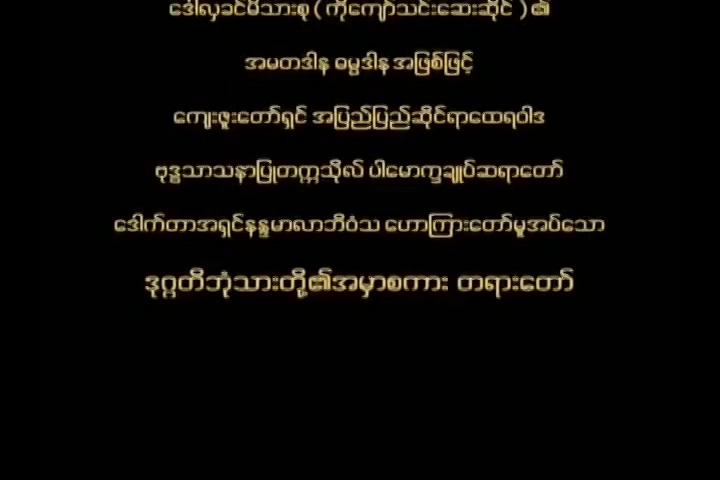 ဒေါ်လှခင်မိသားစု ( ကိုကျော်သင်းဆေးဆိုင် ) ၏
အမတဒါန ဓမ္မဒါန အဖြစ်ဖြင့်
ကျေးဇူးတော်ရှင် အပြည်ပြည်ဆိုင်ရာထေရဝါဒ
ဗုဒ္ဓသာသနာပြုတက္ကသိုလ် ပါမောက္ခချုပ်ဆရာတော်
ဒေါက်တာအရှင်နန္ဒမာလာဘိဝံသ ဟောကြားတော်မူအပ်သော
ဒုဂ္ဂတိဘုံသားတို့၏အမှာစကား တရားတော်